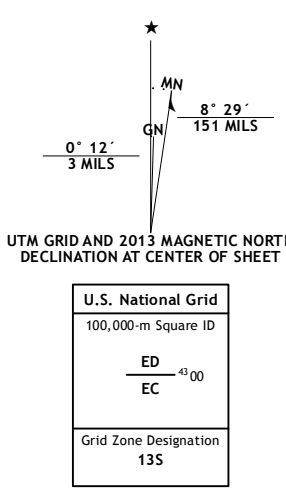 MN
8° 29´
151 MILS
GN
0° 12´
3 MILS
UTM GRID AND 2013 MAGNETIC NORT
DECLINATION AT CENTER OF SHEET
U.S. National Grid
100,000-m Square ID
ED
4300
EC
Grid Zone Designation
13S